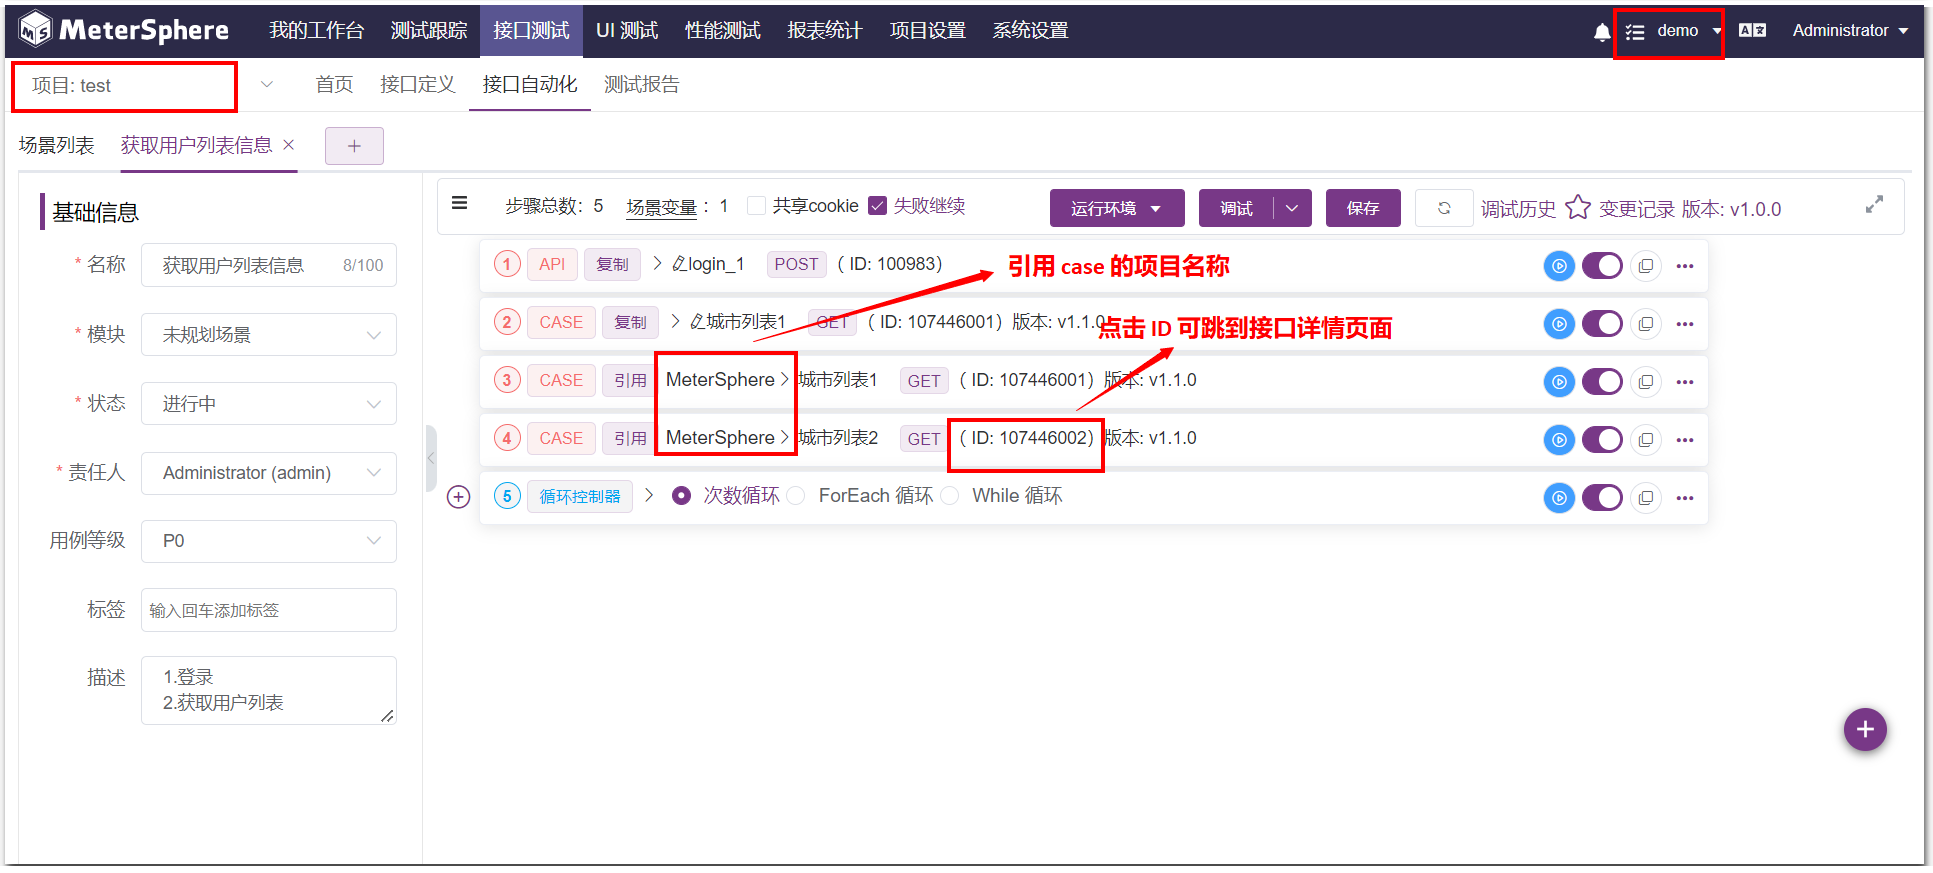 MeterSphere 我的工作台 测试跟踪 接口测试 UI 测试 性能测试 报表统计 项目设置 系统设置 demo Administrator
项目: test 首页 接口定义 接口自动化 测试报告
场景列表 获取用户列表信息
基础信息
* 名称 获取用户列表信息 8/100
* 模块 未规划场景
* 状态 进行中
* 责任人 Administrator (admin)
用例等级 P0
标签 输入回车添加标签
描述 1.登录
2.获取用户列表
步骤总数: 5 场景变量 : 1 共享cookie 失败继续 运行环境 调试 保存 调试历史 变更记录 版本: v1.0.0
1 API 复制 login_1 POST ( ID: 100983)
引用 case 的项目名称
2 CASE 复制 城市列表1 GET ( ID: 107446001) 版本: v1.1.0
点击 ID 可跳到接口详情页面
3 CASE 引用 MeterSphere 城市列表1 GET ( ID: 107446001) 版本: v1.1.0
4 CASE 引用 MeterSphere 城市列表2 GET ( ID: 107446002) 版本: v1.1.0
5 循环控制器 次数循环 ForEach 循环 While 循环